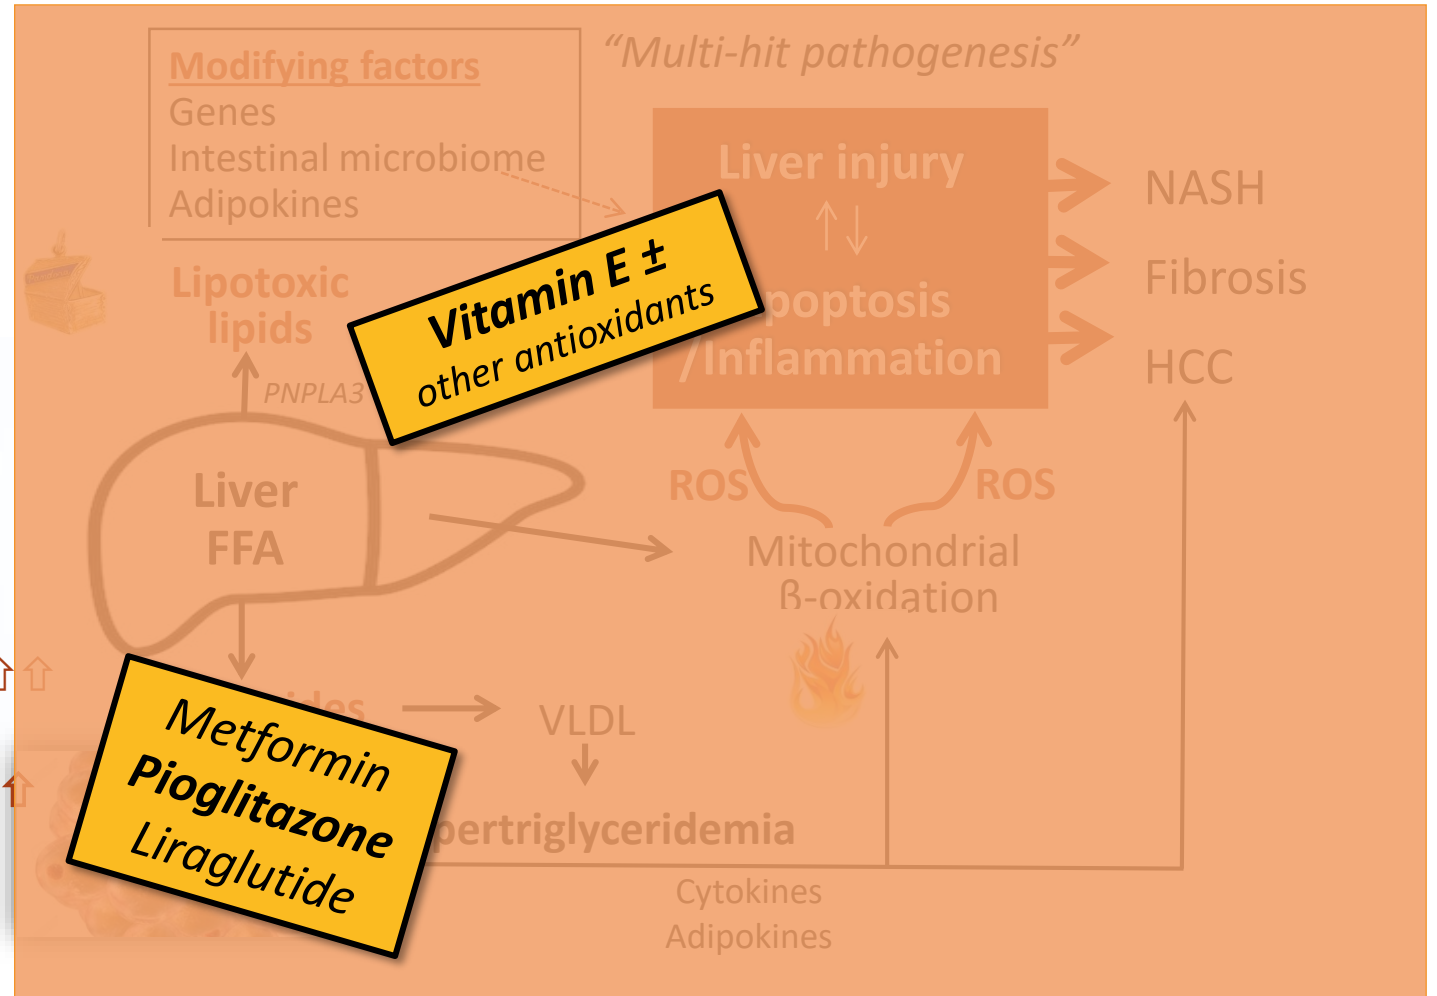 “Multi-hit pathogenesis”
Modifying factors
Genes
Intestinal microbiome
Adipokines
Liver injury
poptosis
/Inflammation
NASH
Fibrosis
HCC
Lipotoxic
lipids
PNPLA3
Vitamin E ±
other antioxidants
Liver
FFA
ROS
ROS
Mitochondrial
ß-oxidation
VLDL
pertriglyceridemia
Metformin
Pioglitazone
Liraglutide
Cytokines
Adipokines